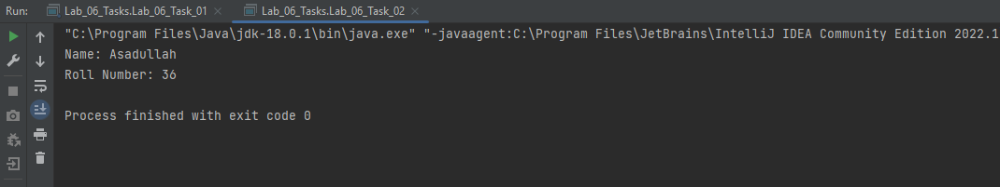 Run: Lab_06_Tasks.Lab_06_Task_01 × Lab_06_Tasks.Lab_06_Task_02 ×
"C:\Program Files\Java\jdk-18.0.1\bin\java.exe" "-javaagent:C:\Program Files\JetBrains\IntelliJ IDEA Community Edition 2022.1
Name: Asadullah
Roll Number: 36
Process finished with exit code 0